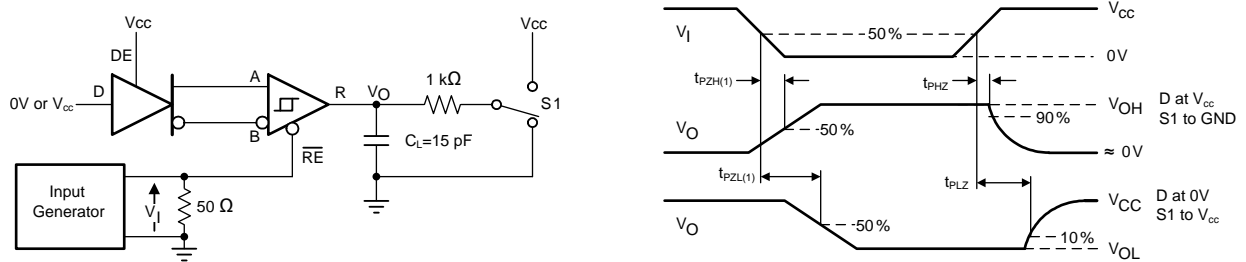 Vcc
DE
D
0V or Vcc
A
B
R
VO
1 kΩ
Vcc
S1
CL=15 pF
RE
Input
Generator
VI
50 Ω
VI
50%
Vcc
0V
tPZH(1)
tPHZ
VO
50%
VOH
90%
≈ 0V
D at Vcc
S1 to GND
tPZL(1)
tPLZ
VO
50%
VCC
10%
VOL
D at 0V
S1 to Vcc